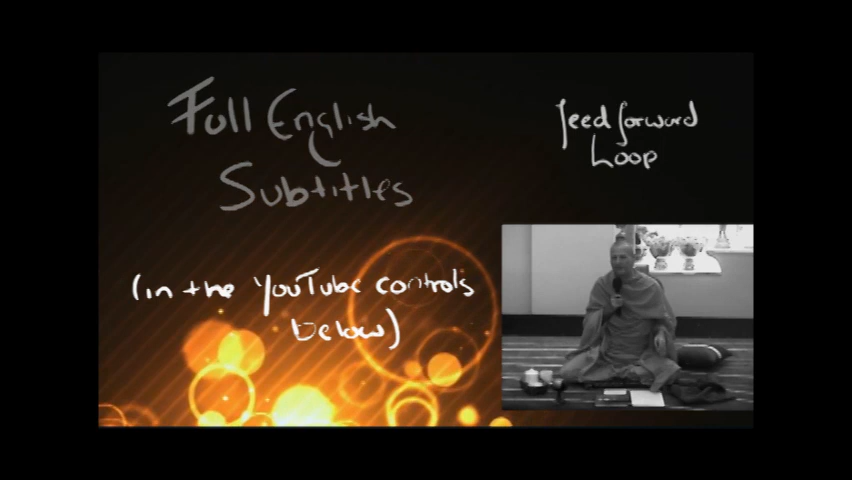 Full English
Subtitles
(in the YouTube controls
below)
feed forward
Loop